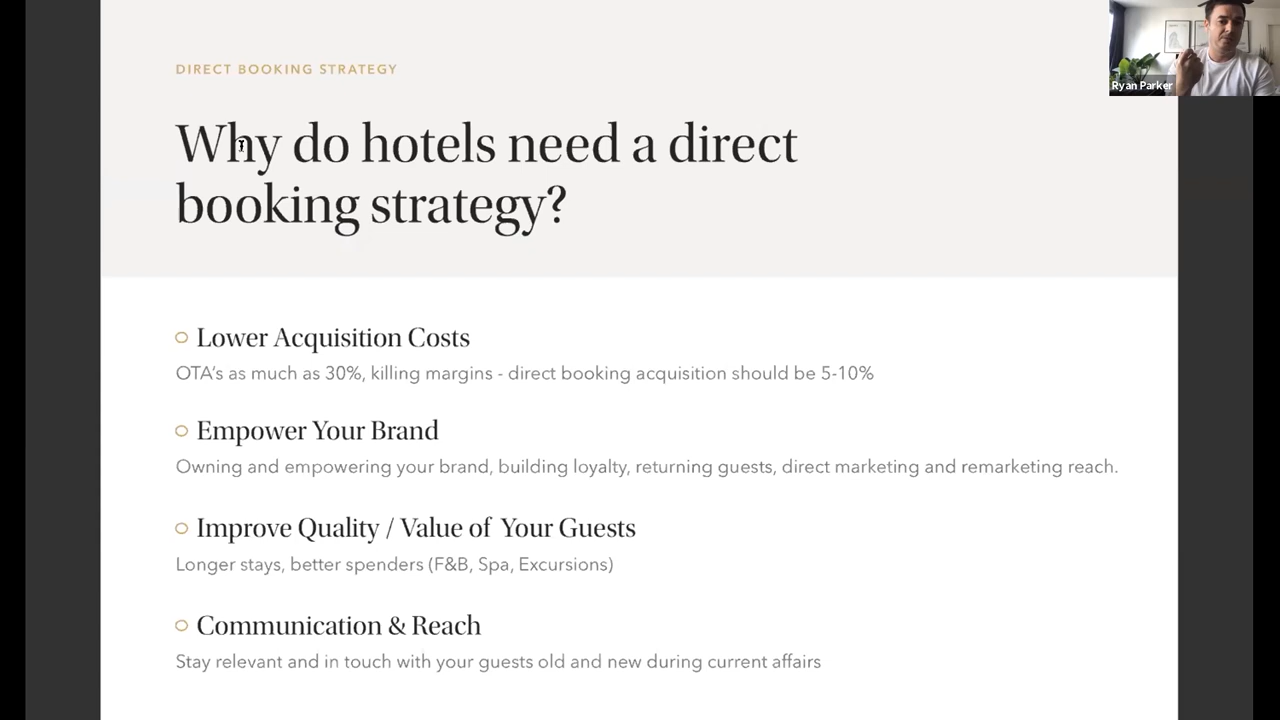 DIRECT BOOKING STRATEGY
Why do hotels need a direct
booking strategy?
Lower Acquisition Costs
OTA's as much as 30%, killing margins - direct booking acquisition should be 5-10%
Empower Your Brand
Owning and empowering your brand, building loyalty, returning guests, direct marketing and remarketing reach.
Improve Quality / Value of Your Guests
Longer stays, better spenders (F&B, Spa, Excursions)
Communication & Reach
Stay relevant and in touch with your guests old and new during current affairs
Ryan Parker